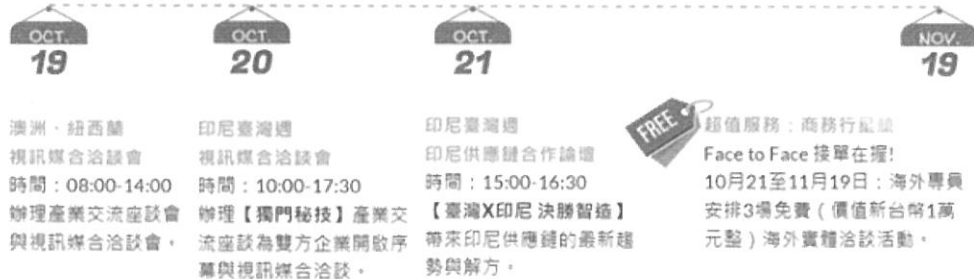 OCT.
19
澳洲、紐西蘭
視訊媒合洽談會
時間：08:00-14:00
辦理產業交流座談會
與視訊媒合洽談會。
OCT.
20
印尼臺灣週
視訊媒合洽談會
時間：10:00-17:30
辦理【獨門秘技】產業交
流座談為雙方企業開啟序
幕與視訊媒合洽談。
OCT.
21
印尼臺灣週
印尼供應鏈合作論壇
時間：15:00-16:30
【臺灣X印尼 決勝智造】
帶來印尼供應鏈的最新趨
勢與解方。
NOV.
19
FREE
超值服務：商務行
Face to Face 接單在握!
10月21至11月19日：海外專員
安排3場免費（價值新台幣1萬
元整）海外實體洽談活動。